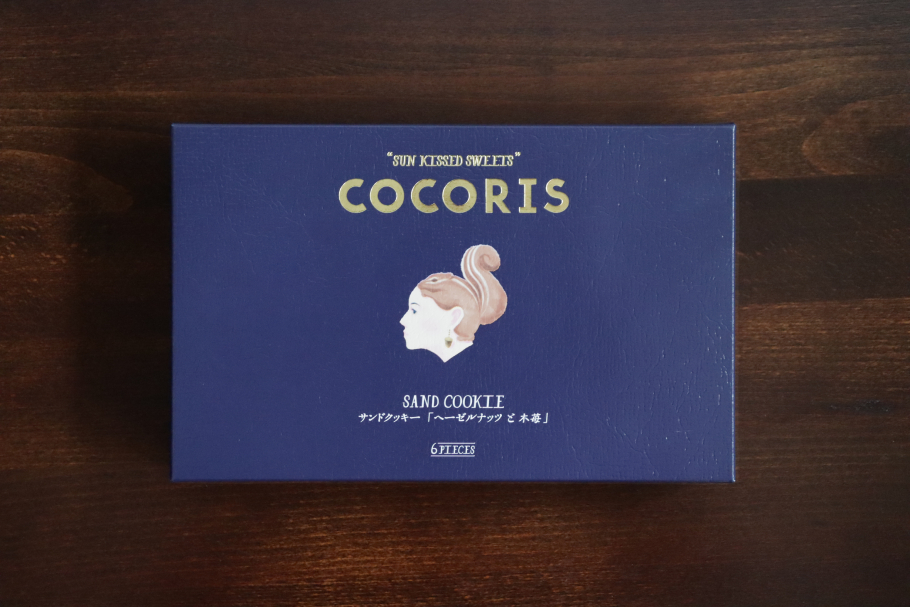 “SUN KISSED SWEETS”
COCORIS
SAND COOKIE
サンドクッキー「ヘーゼルナッツ と 木苺」
6 PIECES